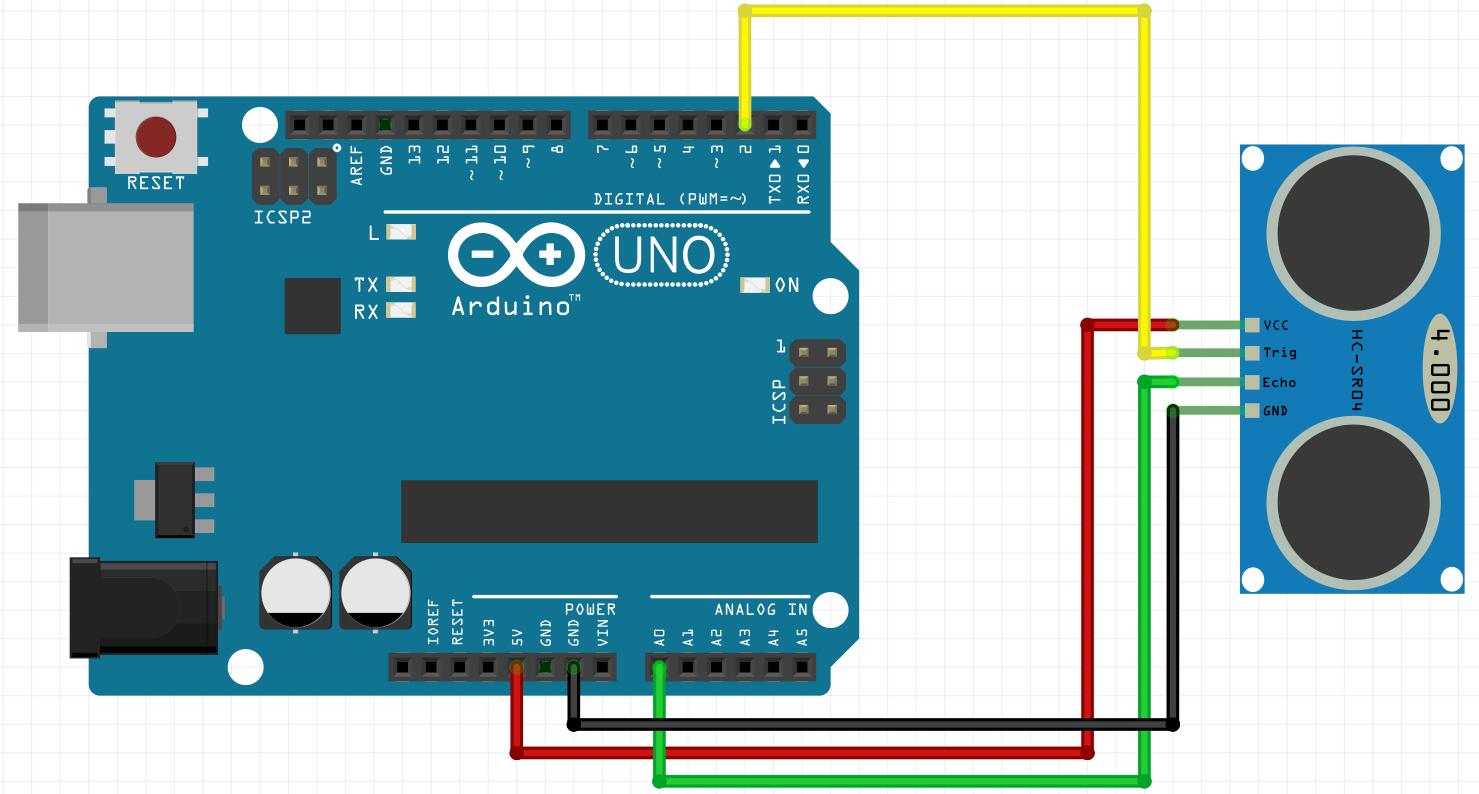 RESET
ICSP2
AREF
GND
13
12
~11
~10
~9
8
7
~6
~5
4
~3
2
TX0▶1
RX0◀0
DIGITAL (PWM=~)
L
TX
RX
UNO
Arduino™
ON
1
ICSP
VCC
Trig
Echo
GND
HC-SR04
4.000
POWER
ANALOG IN
IOREF
RESET
3V3
5V
GND
GND
VIN
A0
A1
A2
A3
A4
A5